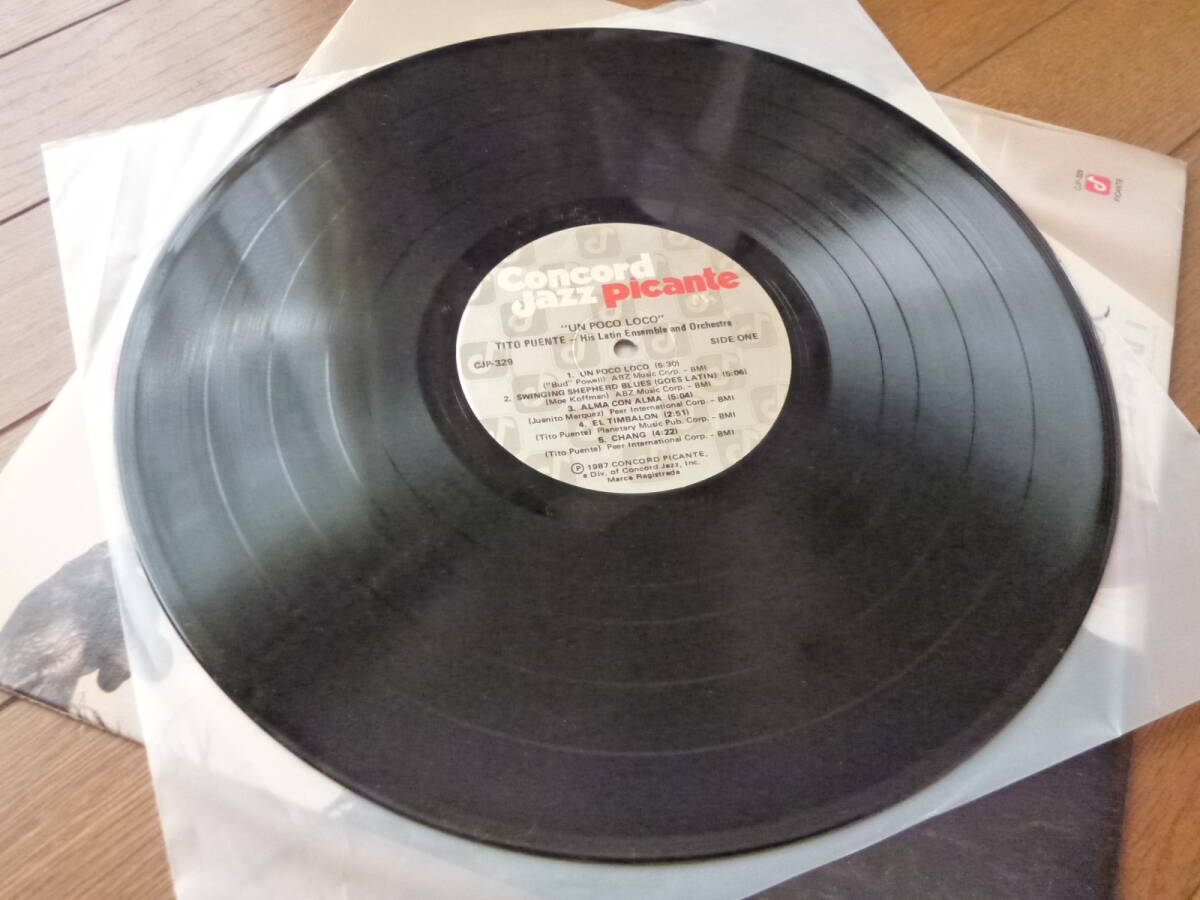 Concord
Jazz Picante
"UN POCO LOCO"
TITO PUENTE – His Latin Ensemble and Orchestra
CJP-329 SIDE ONE
1. UN POCO LOCO (5:30)
("Bud" Powell) ABZ Music Corp. - BMI
2. SWINGING SHEPHERD BLUES (GOES LATIN) (5:06)
(Moe Koffman) ABZ Music Corp. - BMI
3. ALMA CON ALMA (5:04)
(Juanito Marquez) Peer International Corp. - BMI
4. EL TIMBALON (2:51)
(Tito Puente) Planetary Music Pub. Corp. - BMI
5. CHANG (4:22)
(Tito Puente) Peer International Corp. - BMI
Ⓟ 1987 CONCORD PICANTE,
a Div. of Concord Jazz, Inc.
Marca Registrada
CJP-329
PICANTE